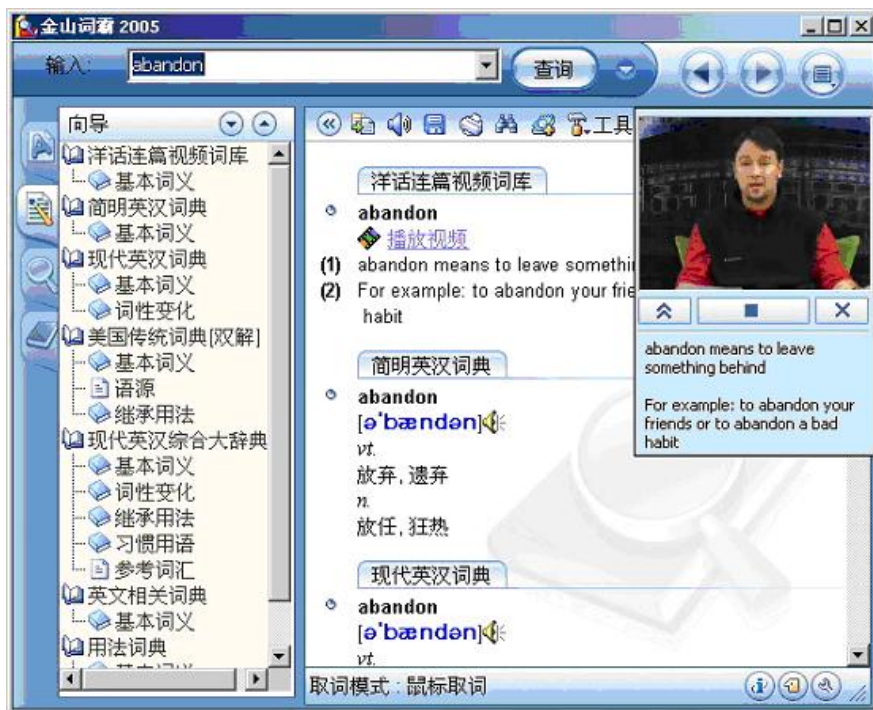 金山词霸 2005
输入:
abandon
查询
向导
洋话连篇视频词库
基本词义
简明英汉词典
基本词义
现代英汉词典
基本词义
词性变化
美国传统词典[双解]
基本词义
语源
继承用法
现代英汉综合大辞典
基本词义
词性变化
继承用法
习惯用语
参考词汇
英文相关词典
基本词义
用法词典
工具
洋话连篇视频词库
abandon
播放视频
(1) abandon means to leave somethi
(2) For example: to abandon your frie
habit
简明英汉词典
abandon
[ə'bændən]
vt.
放弃, 遗弃
n.
放任, 狂热
现代英汉词典
abandon
[ə'bændən]
vt.
abandon means to leave
something behind
For example: to abandon your
friends or to abandon a bad
habit
取词模式 : 鼠标取词